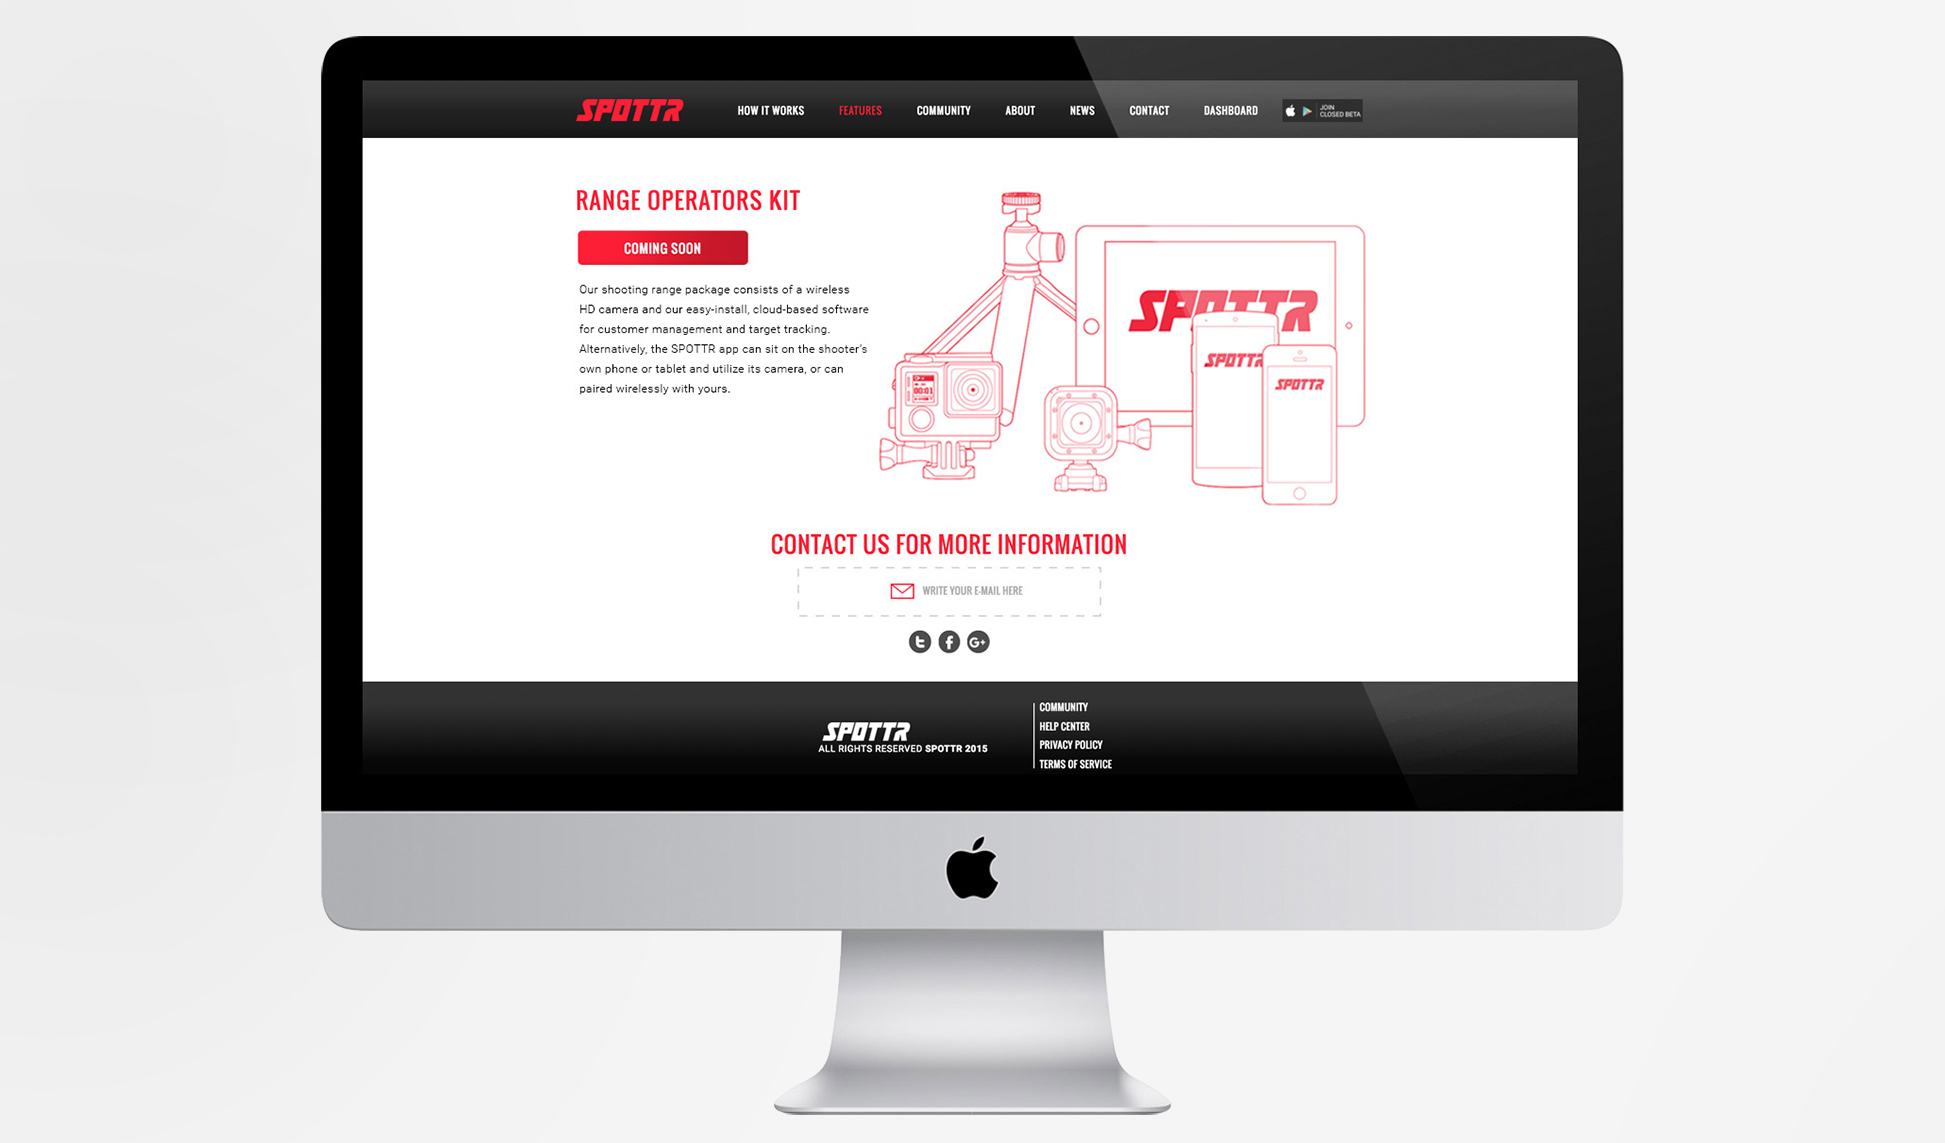 SPOTTR
HOW IT WORKS
FEATURES
COMMUNITY
ABOUT
NEWS
CONTACT
DASHBOARD
JOIN
CLOSED BETA
RANGE OPERATORS KIT
COMING SOON
Our shooting range package consists of a wireless
HD camera and our easy-install, cloud-based software
for customer management and target tracking.
Alternatively, the SPOTTR app can sit on the shooter's
own phone or tablet and utilize its camera, or can
paired wirelessly with yours.
SPOTTR
SPOTTR
SPOTTR
00:01
CONTACT US FOR MORE INFORMATION
WRITE YOUR E-MAIL HERE
SPOTTR
ALL RIGHTS RESERVED SPOTTR 2015
COMMUNITY
HELP CENTER
PRIVACY POLICY
TERMS OF SERVICE